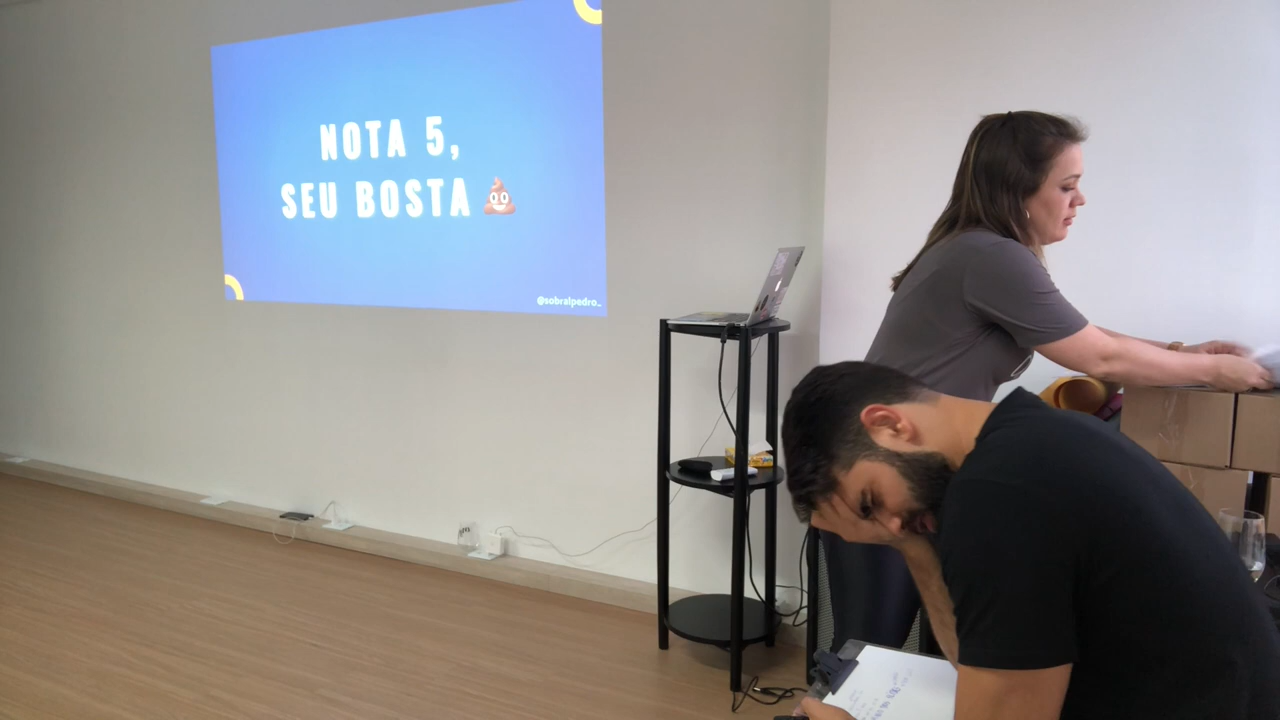 NOTA 5,
SEU BOSTA 💩
@sobralpedro_